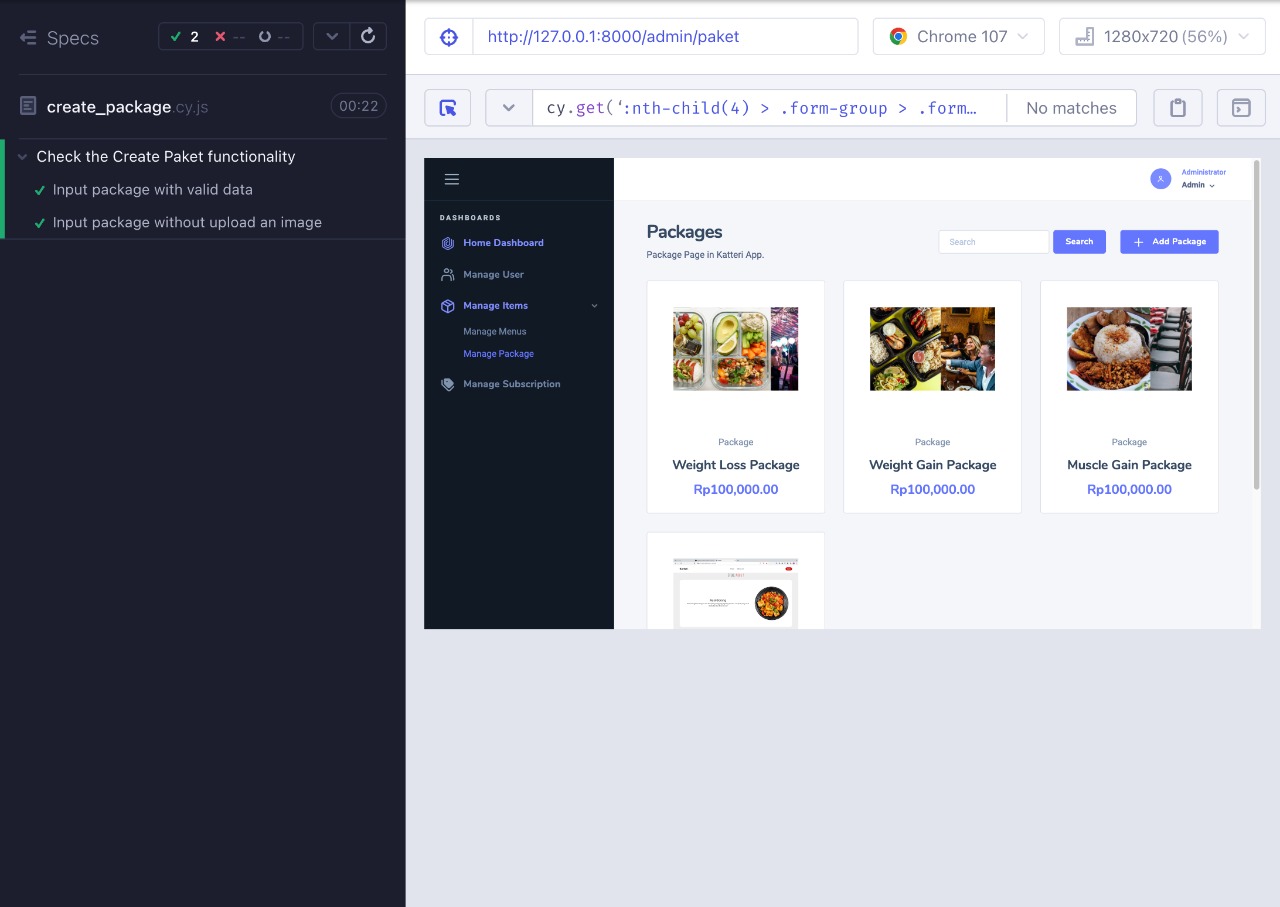 Specs
2
--
--
http://127.0.0.1:8000/admin/paket
Chrome 107
1280x720 (56%)
create_package.cy.js
00:22
cy.get(‘:nth-child(4) > .form-group > .form…
No matches
Check the Create Paket functionality
Input package with valid data
Input package without upload an image
Administrator
Admin
DASHBOARDS
Home Dashboard
Manage User
Manage Items
Manage Menus
Manage Package
Manage Subscription
Packages
Package Page in Katteri App.
Search
Search
Add Package
Package
Weight Loss Package
Rp100,000.00
Package
Weight Gain Package
Rp100,000.00
Package
Muscle Gain Package
Rp100,000.00